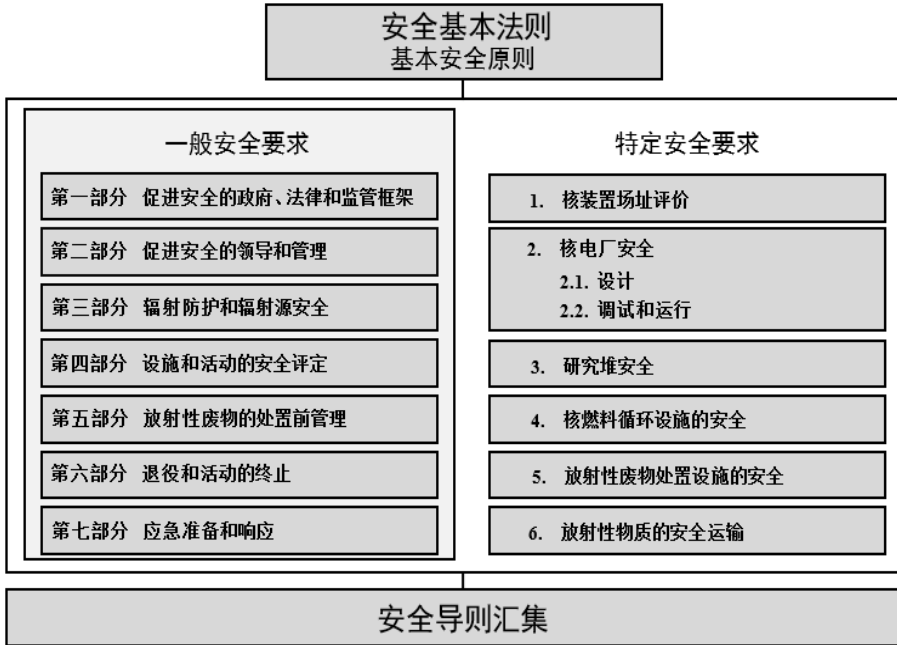 安全基本法则
基本安全原则
一般安全要求
第一部分 促进安全的政府、法律和监管框架
第二部分 促进安全的领导和管理
第三部分 辐射防护和辐射源安全
第四部分 设施和活动的安全评定
第五部分 放射性废物的处置前管理
第六部分 退役和活动的终止
第七部分 应急准备和响应
特定安全要求
1. 核装置场址评价
2. 核电厂安全
2.1. 设计
2.2. 调试和运行
3. 研究堆安全
4. 核燃料循环设施的安全
5. 放射性废物处置设施的安全
6. 放射性物质的安全运输
安全导则汇集